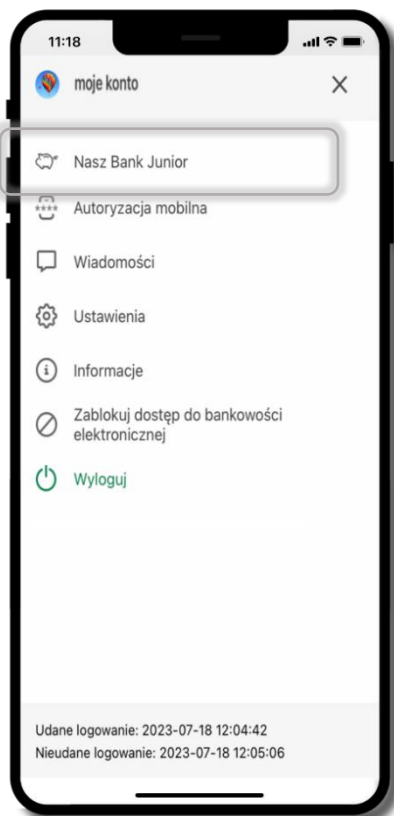 11:18
moje konto
Nasz Bank Junior
Autoryzacja mobilna
Wiadomości
Ustawienia
Informacje
Zablokuj dostęp do bankowości
elektronicznej
Wyloguj
Udane logowanie: 2023-07-18 12:04:42
Nieudane logowanie: 2023-07-18 12:05:06